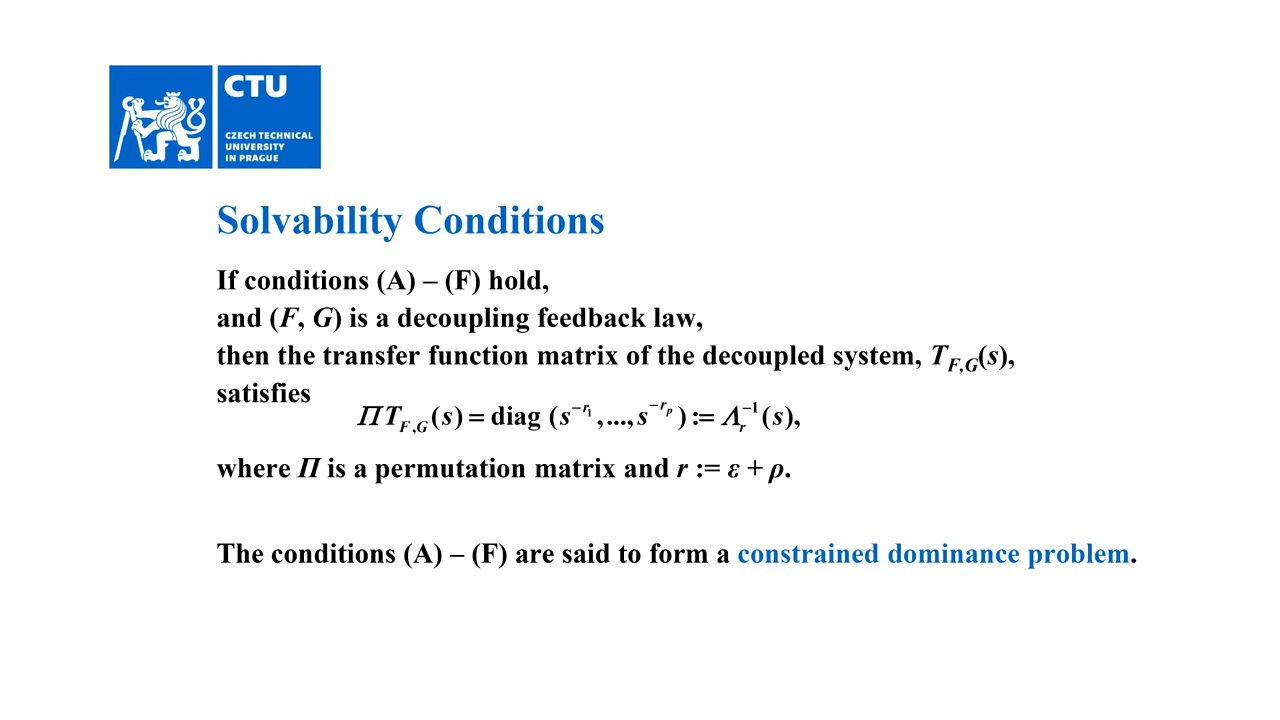 CTU
CZECH TECHNICAL
UNIVERSITY
IN PRAGUE
Solvability Conditions
If conditions (A) – (F) hold,
and (F, G) is a decoupling feedback law,
then the transfer function matrix of the decoupled system, T_{F,G}(s),
satisfies
Π T_{F,G}(s) = diag (s^{-r_1},...,s^{-r_p}) := Λ_r^{-1}(s),
where Π is a permutation matrix and r := ε + ρ.
The conditions (A) – (F) are said to form a constrained dominance problem.